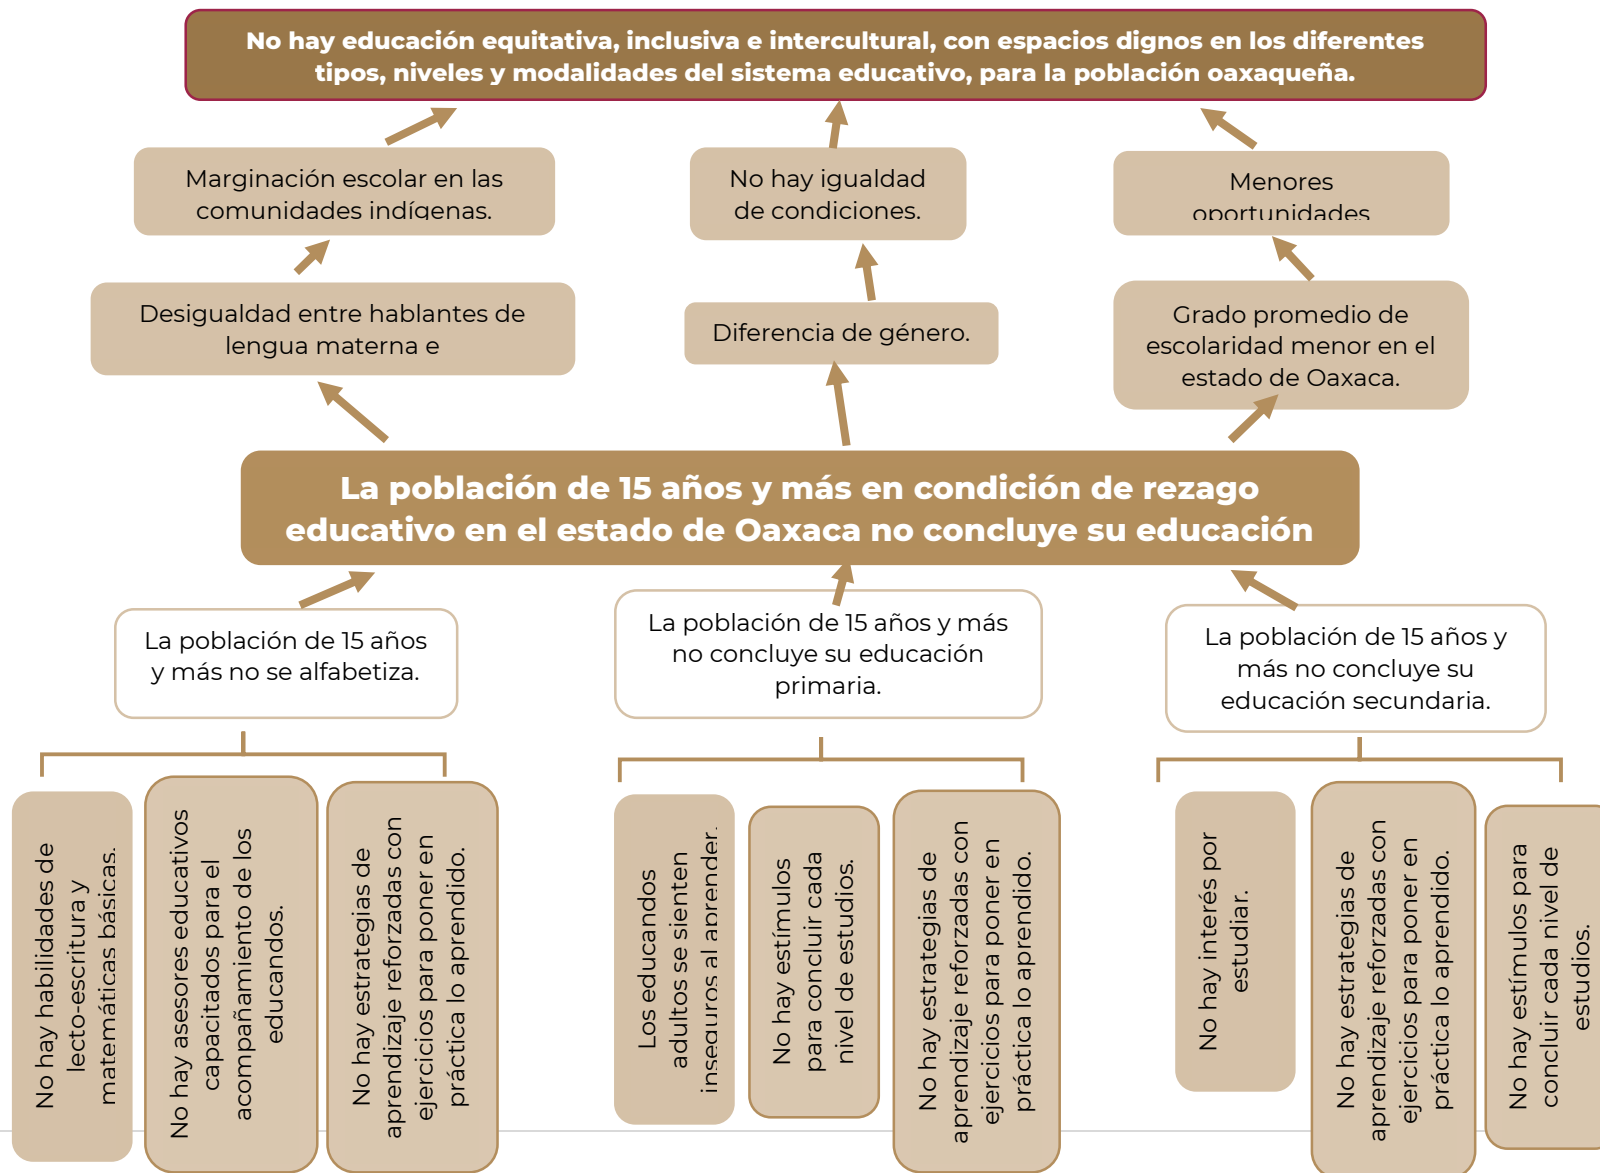 No hay educación equitativa, inclusiva e intercultural, con espacios dignos en los diferentes
tipos, niveles y modalidades del sistema educativo, para la población oaxaqueña.
Marginación escolar en las
comunidades indígenas.
No hay igualdad
de condiciones.
Menores
oportunidades
Desigualdad entre hablantes de
lengua materna e
Diferencia de género.
Grado promedio de
escolaridad menor en el
estado de Oaxaca.
La población de 15 años y más en condición de rezago
educativo en el estado de Oaxaca no concluye su educación
La población de 15 años
y más no se alfabetiza.
La población de 15 años y más
no concluye su educación
primaria.
La población de 15 años y
más no concluye su
educación secundaria.
No hay habilidades de
lecto-escritura y
matemáticas básicas.
No hay asesores educativos
capacitados para el
acompañamiento de los
educandos.
No hay estrategias de
aprendizaje reforzadas con
ejercicios para poner en
práctica lo aprendido.
Los educandos
adultos se sienten
inseguros al aprender.
No hay estímulos
para concluir cada
nivel de estudios.
No hay estrategias de
aprendizaje reforzadas con
ejercicios para poner en
práctica lo aprendido.
No hay interés por
estudiar.
No hay estrategias de
aprendizaje reforzadas con
ejercicios para poner en
práctica lo aprendido.
No hay estímulos para
concluir cada nivel de
estudios.